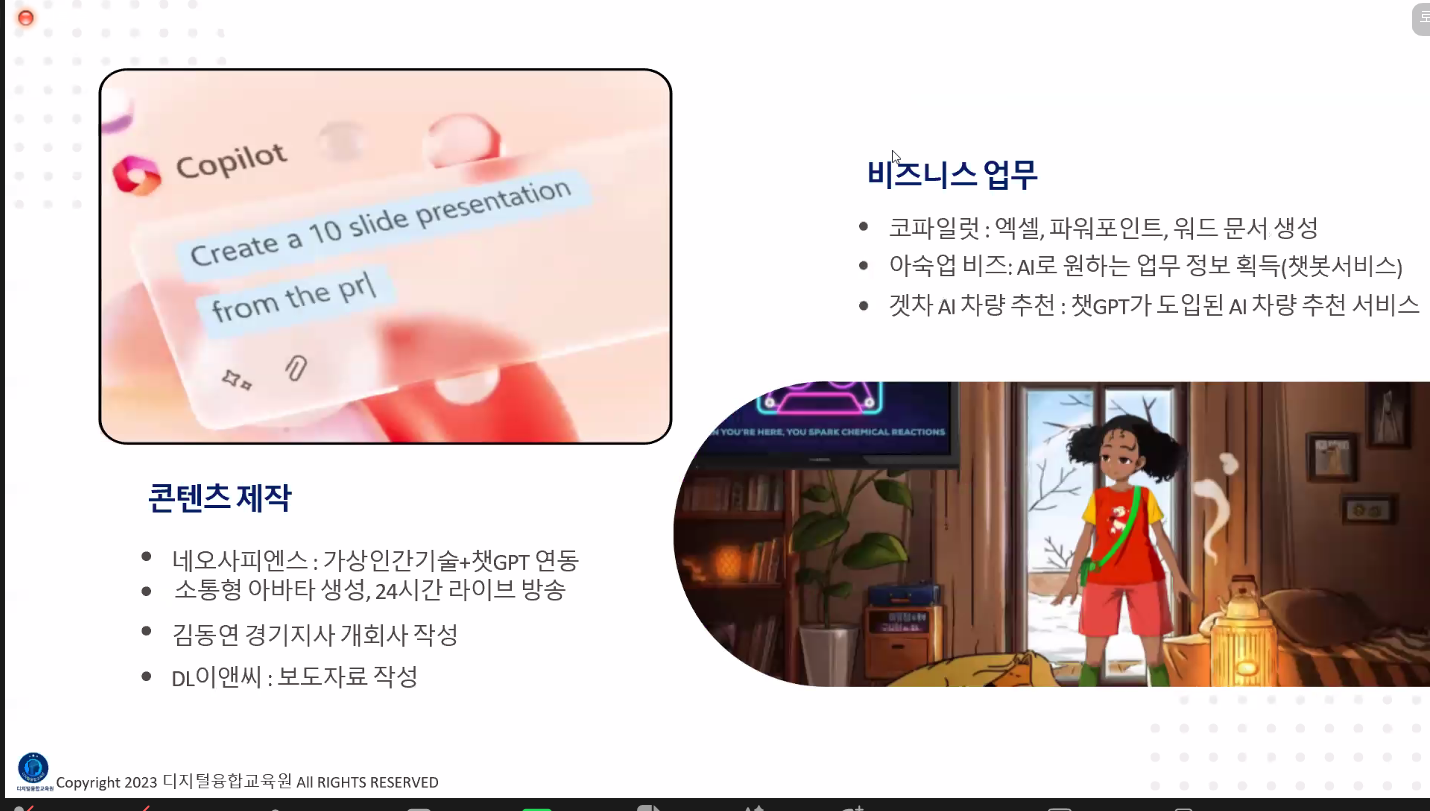 Copilot
Create a 10 slide presentation
from the pr
비즈니스 업무
코파일럿 : 엑셀, 파워포인트, 워드 문서 생성
아숙업 비즈: AI로 원하는 업무 정보 획득(챗봇서비스)
겟차 AI 차량 추천 : 챗GPT가 도입된 AI 차량 추천 서비스
YOU'RE HERE, YOU SPARK CHEMICAL REACTIONS
콘텐츠 제작
네오사피엔스 : 가상인간기술+챗GPT 연동
소통형 아바타 생성, 24시간 라이브 방송
김동연 경기지사 개회사 작성
DL이앤씨 : 보도자료 작성
디지털융합교육원
Copyright 2023 디지털융합교육원 All RIGHTS RESERVED